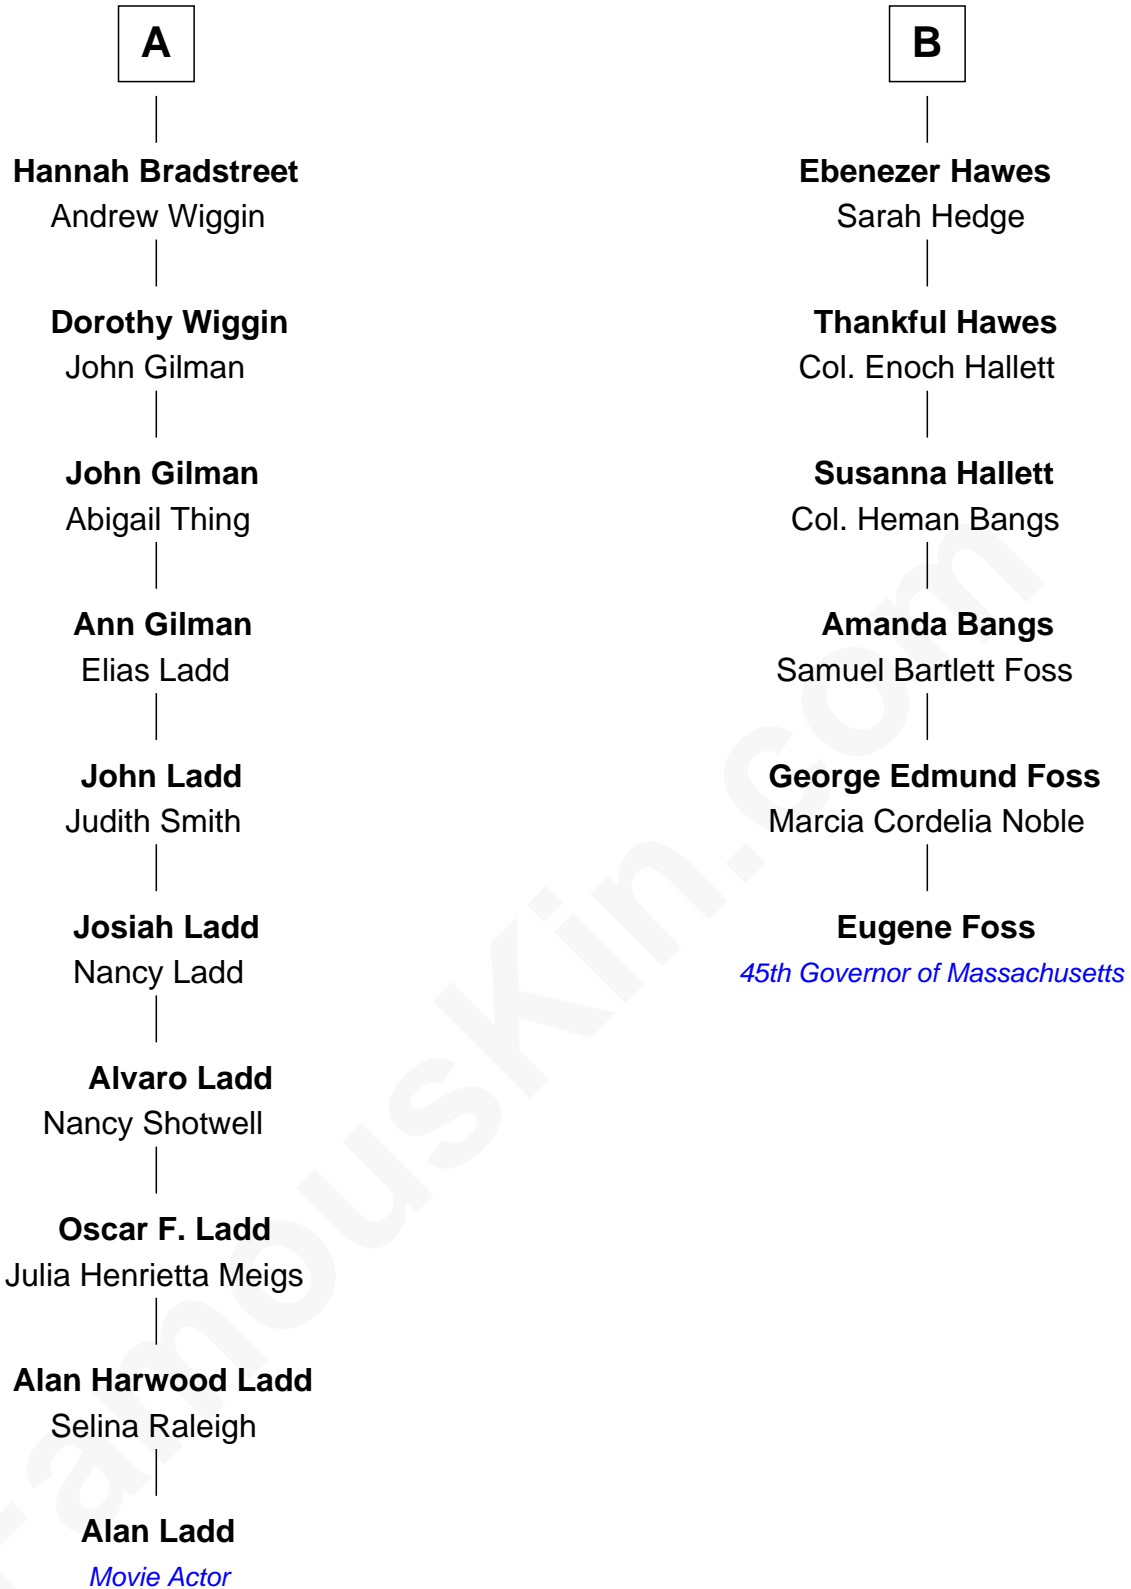 A
Hannah Bradstreet
Andrew Wiggin
Dorothy Wiggin
John Gilman
John Gilman
Abigail Thing
Ann Gilman
Elias Ladd
John Ladd
Judith Smith
Josiah Ladd
Nancy Ladd
Alvaro Ladd
Nancy Shotwell
Oscar F. Ladd
Julia Henrietta Meigs
Alan Harwood Ladd
Selina Raleigh
Alan Ladd
Movie Actor
B
Ebenezer Hawes
Sarah Hedge
Thankful Hawes
Col. Enoch Hallett
Susanna Hallett
Col. Heman Bangs
Amanda Bangs
Samuel Bartlett Foss
George Edmund Foss
Marcia Cordelia Noble
Eugene Foss
45th Governor of Massachusetts
FamousKin.com